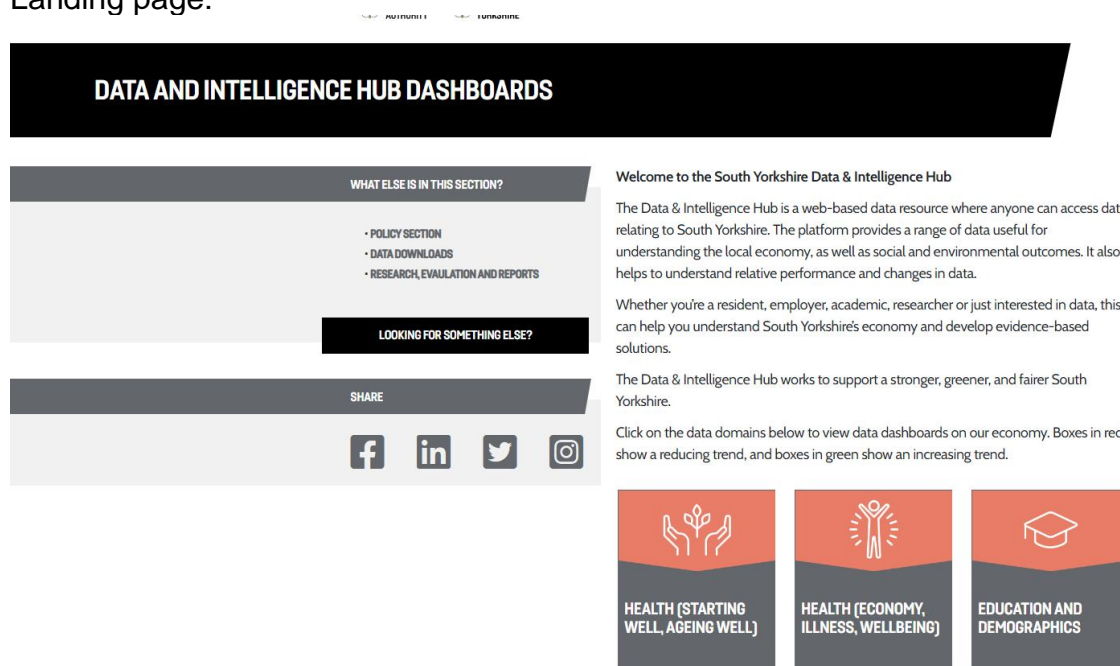 Landing page:
AUTHORITY
YORKSHIRE
DATA AND INTELLIGENCE HUB DASHBOARDS
WHAT ELSE IS IN THIS SECTION?
• POLICY SECTION
• DATA DOWNLOADS
• RESEARCH, EVAULATION AND REPORTS
LOOKING FOR SOMETHING ELSE?
SHARE
Welcome to the South Yorkshire Data & Intelligence Hub
The Data & Intelligence Hub is a web-based data resource where anyone can access dat
relating to South Yorkshire. The platform provides a range of data useful for
understanding the local economy, as well as social and environmental outcomes. It also
helps to understand relative performance and changes in data.
Whether you're a resident, employer, academic, researcher or just interested in data, this
can help you understand South Yorkshire's economy and develop evidence-based
solutions.
The Data & Intelligence Hub works to support a stronger, greener, and fairer South
Yorkshire.
Click on the data domains below to view data dashboards on our economy. Boxes in red
show a reducing trend, and boxes in green show an increasing trend.
HEALTH (STARTING
WELL, AGEING WELL)
HEALTH (ECONOMY,
ILLNESS, WELLBEING)
EDUCATION AND
DEMOGRAPHICS